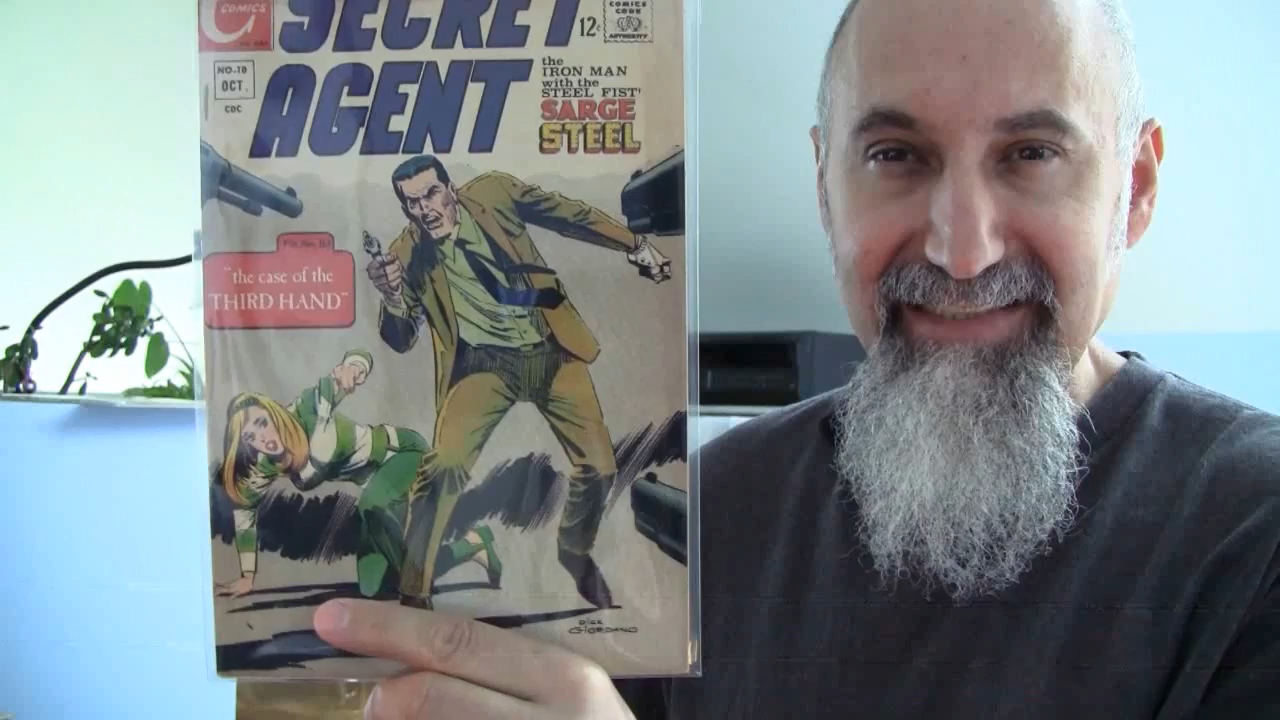 COMICS
SECRET
12¢
COMICS
CODE
AUTHORITY
NO-10
OCT.
CDC
AGENT
the
IRON MAN
with the
STEEL FIST'
SARGE
STEEL
"the case of the
THIRD HAND"
DICK
GIORDANO